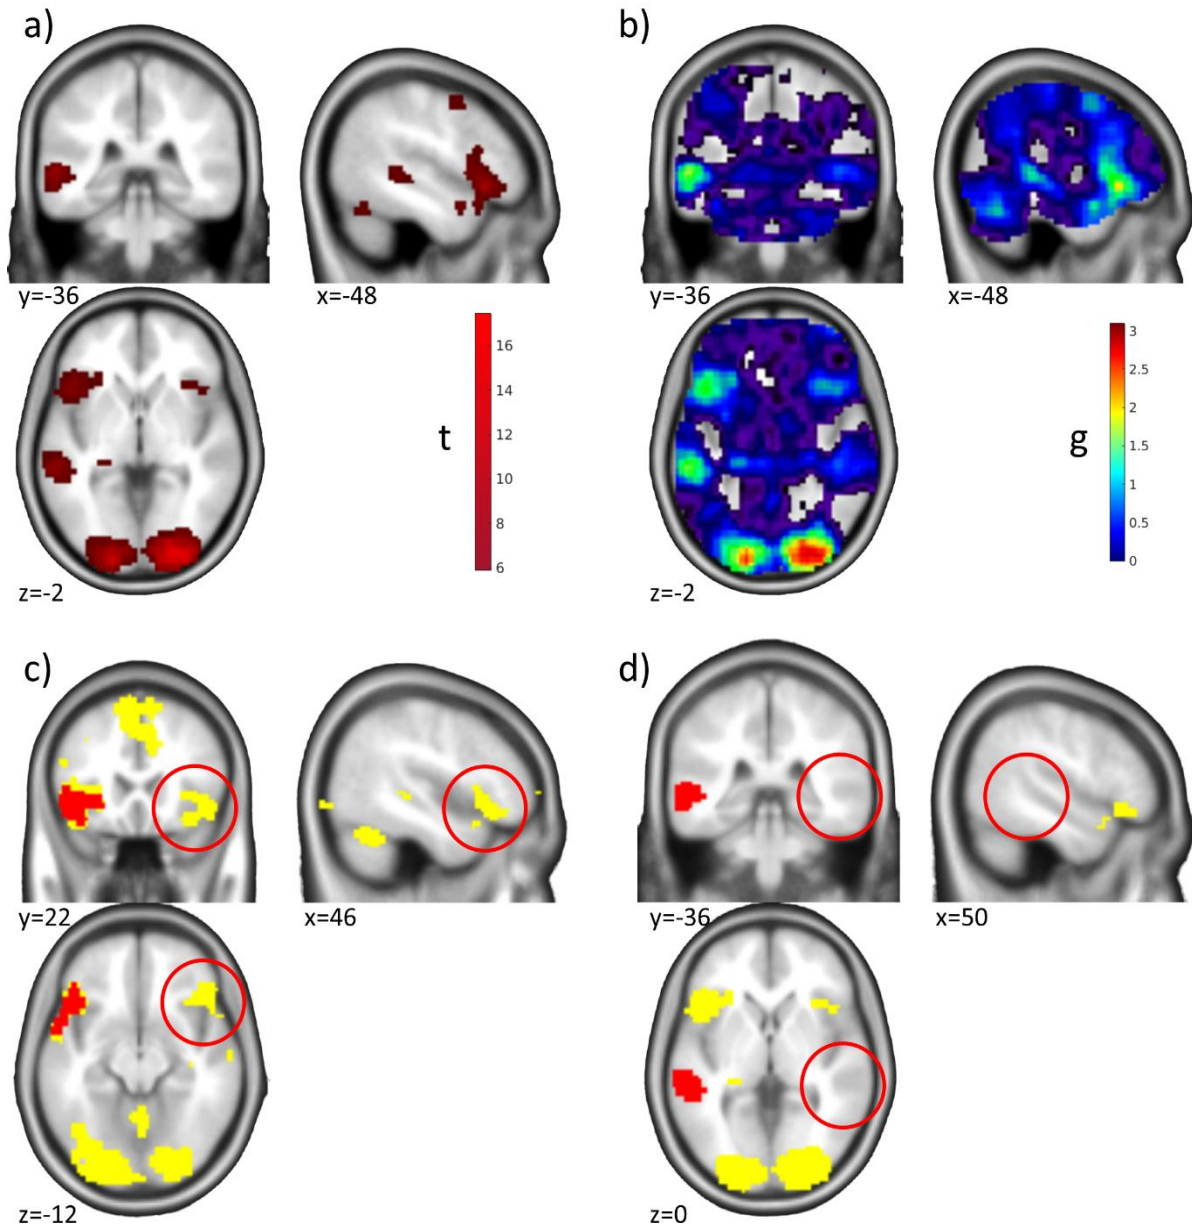 a)
b)
y=-36
x=-48
y=-36
x=-48
16
14
t
12
10
8
6
z=-2
3
2.5
2
g
1.5
1
0.5
0
z=-2
c)
d)
y=22
x=46
y=-36
x=50
z=-12
z=0